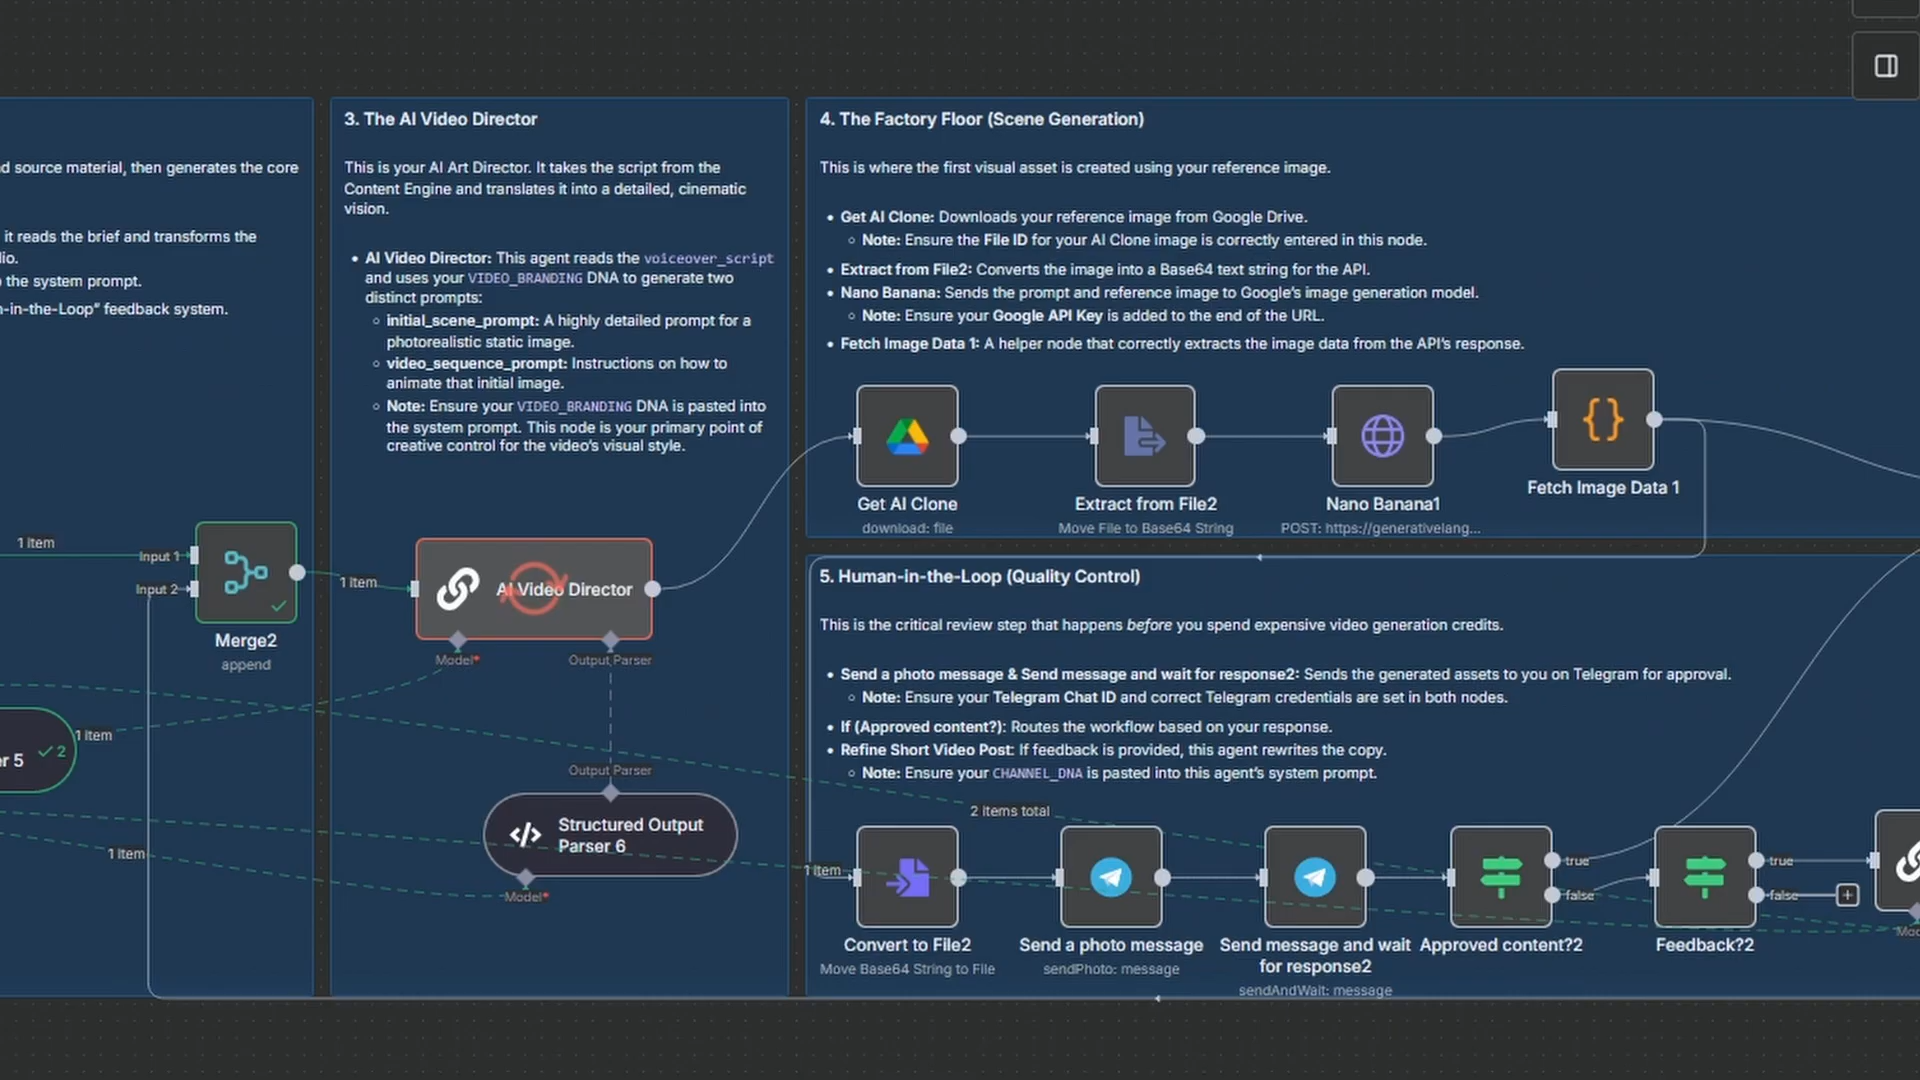 d source material, then generates the core
it reads the brief and transforms the
lio.
the system prompt.
-in-the-Loop" feedback system.
1 item
Input 1
Input 2
Merge2
append
1 item
r 5
2
1 item
1 item
3. The AI Video Director
This is your AI Art Director. It takes the script from the
Content Engine and translates it into a detailed, cinematic
vision.
• AI Video Director: This agent reads the voiceover_script
and uses your VIDEO_BRANDING DNA to generate two
distinct prompts:
◦ initial_scene_prompt: A highly detailed prompt for a
photorealistic static image.
◦ video_sequence_prompt: Instructions on how to
animate that initial image.
◦ Note: Ensure your VIDEO_BRANDING DNA is pasted into
the system prompt. This node is your primary point of
creative control for the video's visual style.
AI Video Director
Model*
Output Parser
Output Parser
Structured Output
Parser 6
Model*
4. The Factory Floor (Scene Generation)
This is where the first visual asset is created using your reference image.
• Get AI Clone: Downloads your reference image from Google Drive.
◦ Note: Ensure the File ID for your AI Clone image is correctly entered in this node.
• Extract from File2: Converts the image into a Base64 text string for the API.
• Nano Banana: Sends the prompt and reference image to Google's image generation model.
◦ Note: Ensure your Google API Key is added to the end of the URL.
• Fetch Image Data 1: A helper node that correctly extracts the image data from the API's response.
Get AI Clone
download: file
Extract from File2
Move File to Base64 String
Nano Banana1
POST: https://generativelang...
Fetch Image Data 1
5. Human-in-the-Loop (Quality Control)
This is the critical review step that happens before you spend expensive video generation credits.
• Send a photo message & Send message and wait for response2: Sends the generated assets to you on Telegram for approval.
◦ Note: Ensure your Telegram Chat ID and correct Telegram credentials are set in both nodes.
• If (Approved content?): Routes the workflow based on your response.
• Refine Short Video Post: If feedback is provided, this agent rewrites the copy.
◦ Note: Ensure your CHANNEL_DNA is pasted into this agent's system prompt.
2 items total
1 item
Convert to File2
Move Base64 String to File
Send a photo message
sendPhoto: message
Send message and wait
for response2
sendAndWait: message
true
false
Approved content?2
true
false
Feedback?2